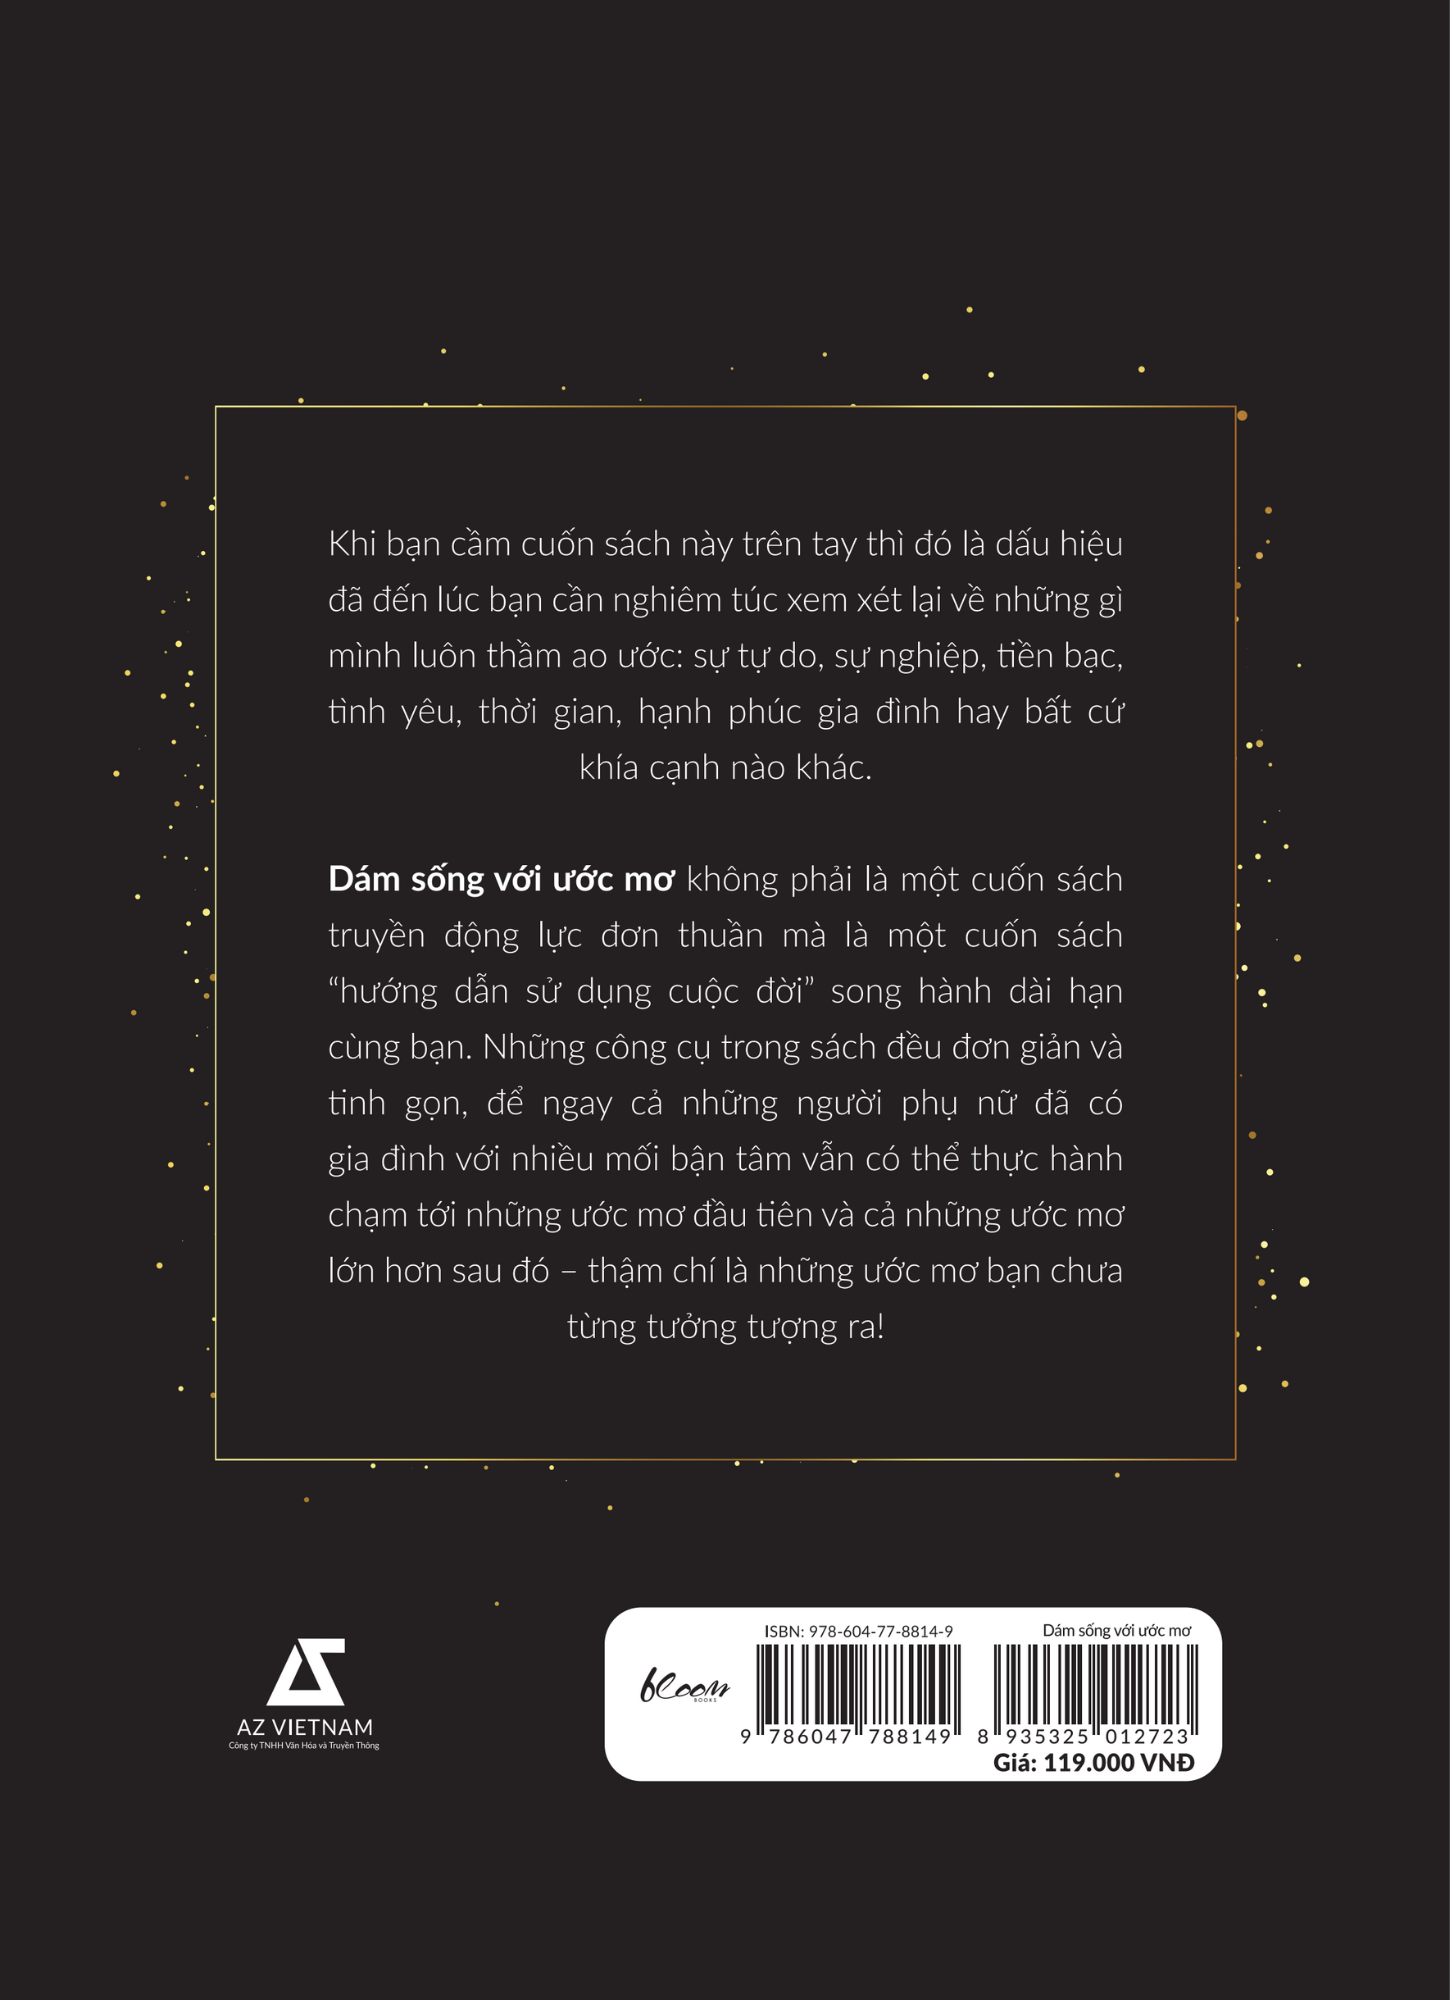 Khi bạn cầm cuốn sách này trên tay thì đó là dấu hiệu
đã đến lúc bạn cần nghiêm túc xem xét lại về những gì
mình luôn thầm ao ước: sự tự do, sự nghiệp, tiền bạc,
tình yêu, thời gian, hạnh phúc gia đình hay bất cứ
khía cạnh nào khác.
Dám sống với ước mơ không phải là một cuốn sách
truyền động lực đơn thuần mà là một cuốn sách
“hướng dẫn sử dụng cuộc đời” song hành dài hạn
cùng bạn. Những công cụ trong sách đều đơn giản và
tinh gọn, để ngay cả những người phụ nữ đã có
gia đình với nhiều mối bận tâm vẫn có thể thực hành
chạm tới những ước mơ đầu tiên và cả những ước mơ
lớn hơn sau đó – thậm chí là những ước mơ bạn chưa
từng tưởng tượng ra!
AZ VIETNAM
Công ty TNHH Văn Hóa và Truyền Thông
bloom
BOOKS
ISBN: 978-604-77-8814-9
9 786047 788149
Dám sống với ước mơ
8 935325 012723
Giá: 119.000 VNĐ